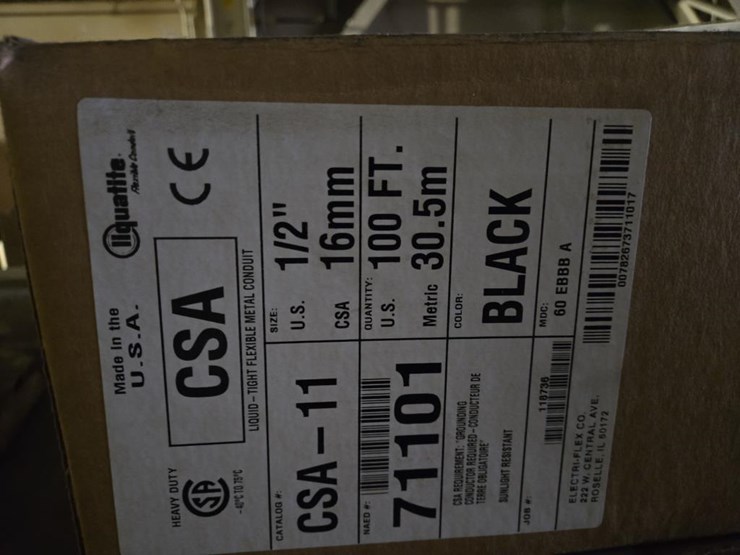 HEAVY DUTY
SA
-40°C TO 75°C
Made in the
U.S.A.
liquatite
Flexible Conduit
CSA
CE
LIQUID-TIGHT FLEXIBLE METAL CONDUIT
CATALOG #:
CSA-11
SIZE:
U.S. 1/2"
CSA 16mm
NAED #:
71101
QUANTITY:
U.S. 100 FT.
Metric 30.5m
CSA REQUIREMENT: "GROUNDING
CONDUCTOR REQUIRED-CONDUCTEUR DE
TERRE OBLIGATOIRE"
SUNLIGHT RESISTANT
COLOR:
BLACK
JOB #:
118736
MDC:
60 EBBB A
ELECTRI-FLEX CO.
222 W. CENTRAL AVE.
ROSELLE, IL 60172
00782673711017